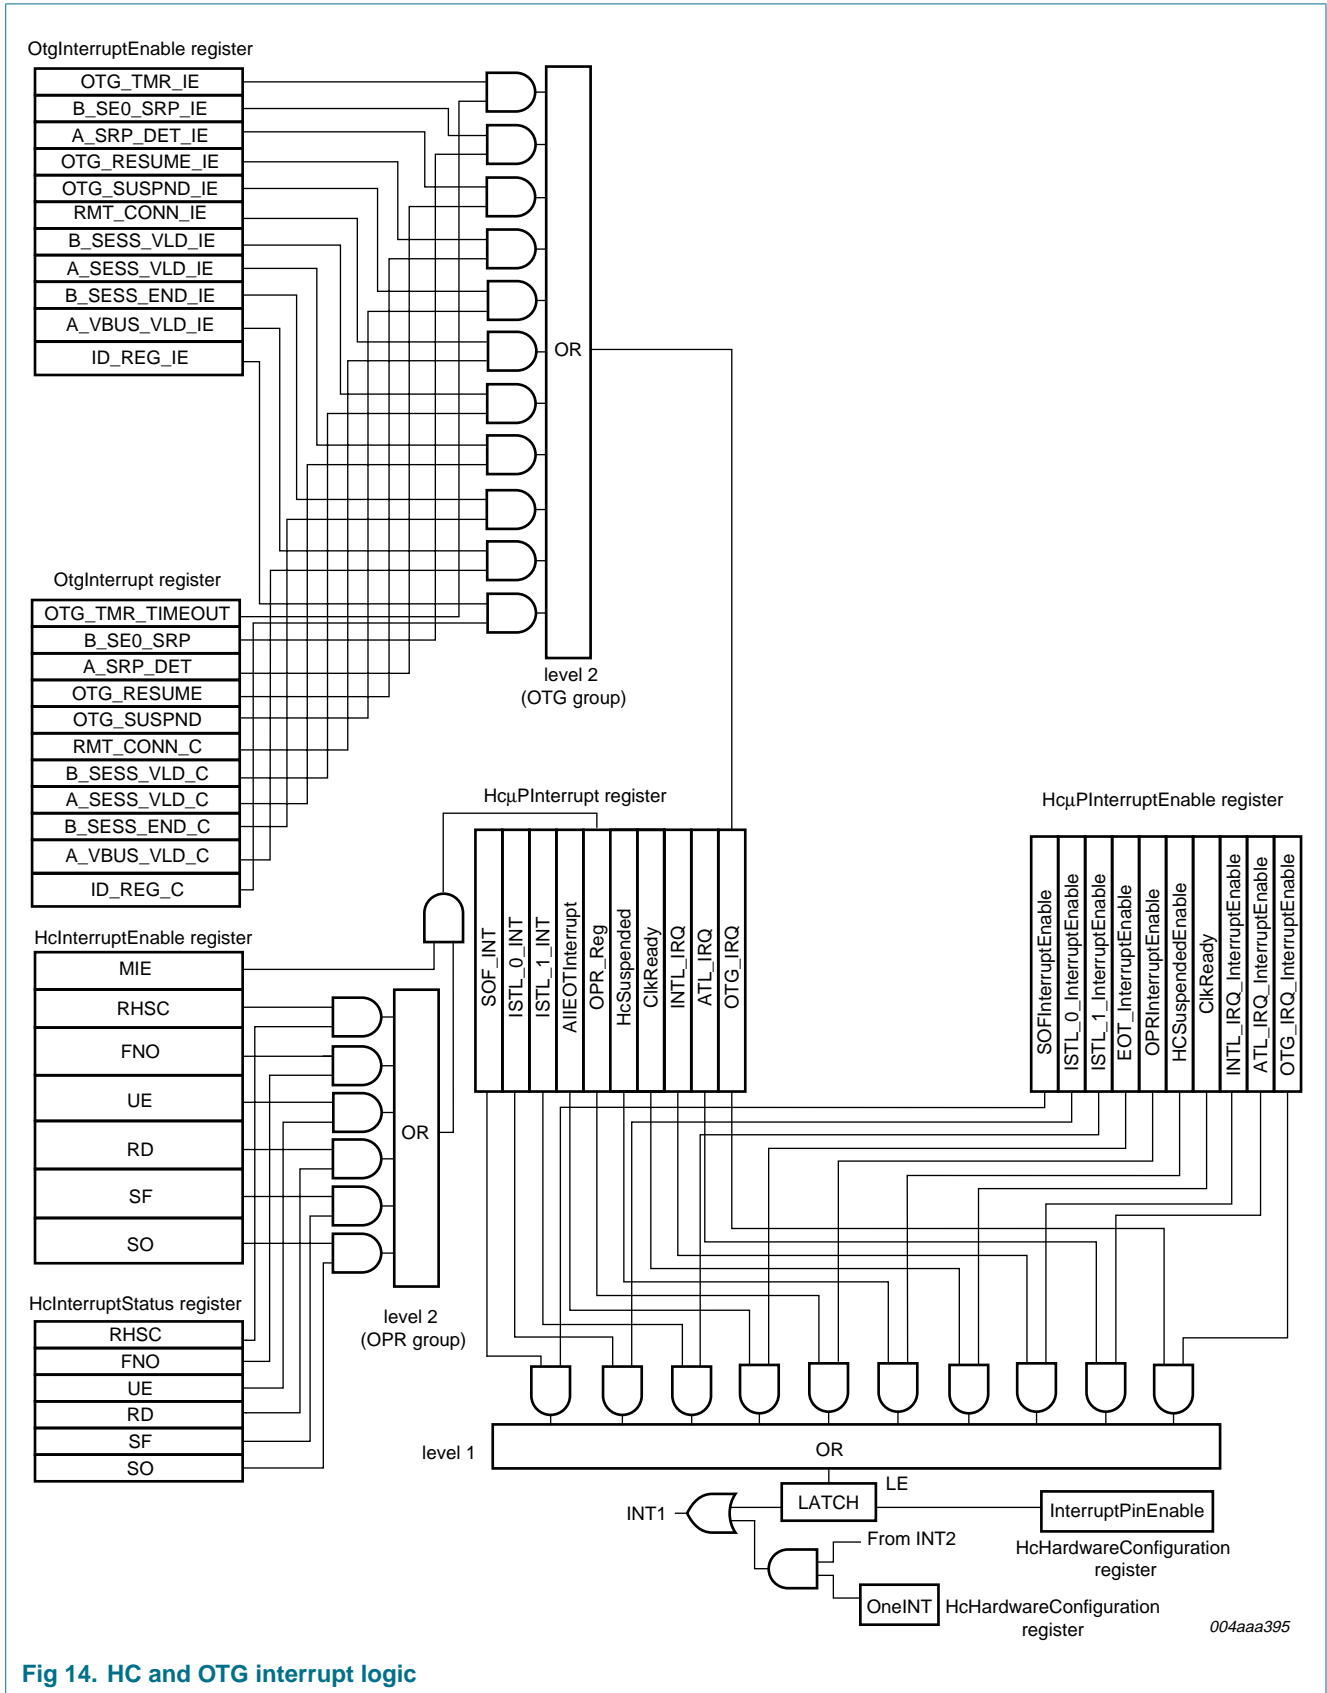 OtgInterruptEnable register
OTG_TMR_IE
B_SE0_SRP_IE
A_SRP_DET_IE
OTG_RESUME_IE
OTG_SUSPND_IE
RMT_CONN_IE
B_SESS_VLD_IE
A_SESS_VLD_IE
B_SESS_END_IE
A_VBUS_VLD_IE
ID_REG_IE
OR
level 2
(OTG group)
OtgInterrupt register
OTG_TMR_TIMEOUT
B_SE0_SRP
A_SRP_DET
OTG_RESUME
OTG_SUSPND
RMT_CONN_C
B_SESS_VLD_C
A_SESS_VLD_C
B_SESS_END_C
A_VBUS_VLD_C
ID_REG_C
HcInterruptEnable register
MIE
RHSC
FNO
UE
RD
SF
SO
OR
level 2
(OPR group)
HcInterruptStatus register
RHSC
FNO
UE
RD
SF
SO
HcμPInterrupt register
SOF_INT
ISTL_0_INT
ISTL_1_INT
AllEOTInterrupt
OPR_Reg
HcSuspended
ClkReady
INTL_IRQ
ATL_IRQ
OTG_IRQ
HcμPInterruptEnable register
SOFInterruptEnable
ISTL_0_InterruptEnable
ISTL_1_InterruptEnable
EOT_InterruptEnable
OPRInterruptEnable
HCSuspendedEnable
ClkReady
INTL_IRQ_InterruptEnable
ATL_IRQ_InterruptEnable
OTG_IRQ_InterruptEnable
level 1
OR
LE
LATCH
INT1
InterruptPinEnable
HcHardwareConfiguration
register
From INT2
OneINT
HcHardwareConfiguration
register
004aaa395
Fig 14. HC and OTG interrupt logic